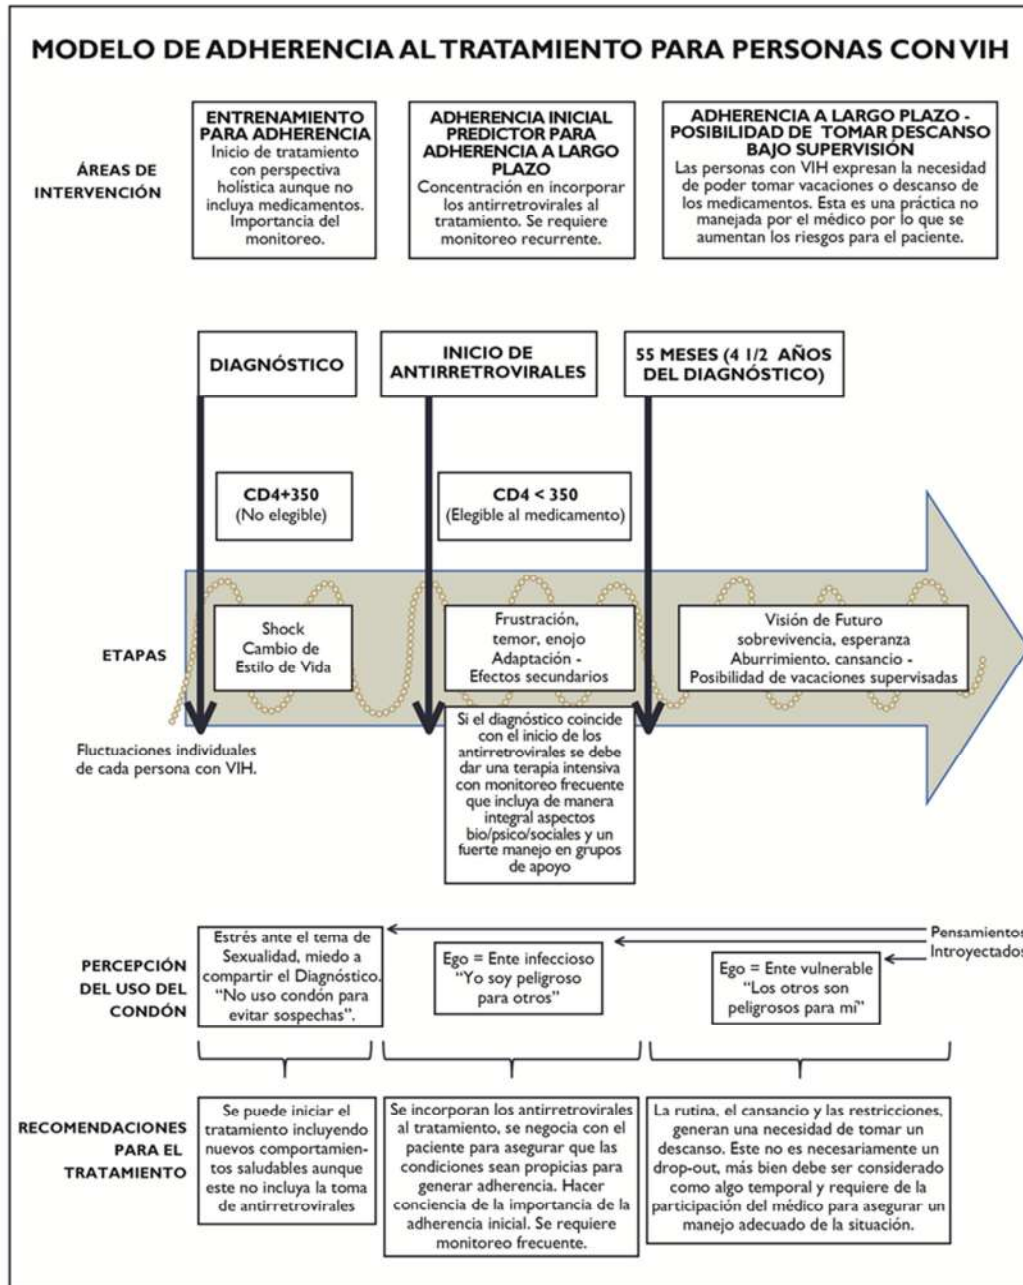 MODELO DE ADHERENCIA AL TRATAMIENTO PARA PERSONAS CON VIH
ÁREAS DE
INTERVENCIÓN
ENTRENAMIENTO
PARA ADHERENCIA
Inicio de tratamiento
con perspectiva
holística aunque no
incluya medicamentos.
Importancia del
monitoreo.
ADHERENCIA INICIAL
PREDICTOR PARA
ADHERENCIA A LARGO
PLAZO
Concentración en incorporar
los antirretrovirales al
tratamiento. Se requiere
monitoreo recurrente.
ADHERENCIA A LARGO PLAZO -
POSIBILIDAD DE TOMAR DESCANSO
BAJO SUPERVISIÓN
Las personas con VIH expresan la necesidad
de poder tomar vacaciones o descanso de
los medicamentos. Esta es una práctica no
manejada por el médico por lo que se
aumentan los riesgos para el paciente.
DIAGNÓSTICO
INICIO DE
ANTIRRETROVIRALES
55 MESES (4 1/2 AÑOS
DEL DIAGNÓSTICO)
CD4+350
(No elegible)
CD4 < 350
(Elegible al medicamento)
ETAPAS
Shock
Cambio de
Estilo de Vida
Frustración,
temor, enojo
Adaptación -
Efectos secundarios
Visión de Futuro
sobrevivencia, esperanza
Aburrimiento, cansancio -
Posibilidad de vacaciones supervisadas
Fluctuaciones individuales
de cada persona con VIH.
Si el diagnóstico coincide
con el inicio de los
antirretrovirales se debe
dar una terapia intensiva
con monitoreo frecuente
que incluya de manera
integral aspectos
bio/psico/sociales y un
fuerte manejo en grupos
de apoyo
PERCEPCIÓN
DEL USO DEL
CONDÓN
Estrés ante el tema de
Sexualidad, miedo a
compartir el Diagnóstico.
“No uso condón para
evitar sospechas”.
Ego = Ente infeccioso
“Yo soy peligroso
para otros”
Ego = Ente vulnerable
“Los otros son
peligrosos para mí”
Pensamientos
Introyectados
RECOMENDACIONES
PARA EL
TRATAMIENTO
Se puede iniciar el
tratamiento incluyendo
nuevos comportamien-
tos saludables aunque
este no incluya la toma
de antirretrovirales
Se incorporan los antirretrovirales
al tratamiento, se negocia con el
paciente para asegurar que las
condiciones sean propicias para
generar adherencia. Hacer
conciencia de la importancia de la
adherencia inicial. Se requiere
monitoreo frecuente.
La rutina, el cansancio y las restricciones,
generan una necesidad de tomar un
descanso. Este no es necesariamente un
drop-out, más bien debe ser considerado
como algo temporal y requiere de la
participación del médico para asegurar un
manejo adecuado de la situación.